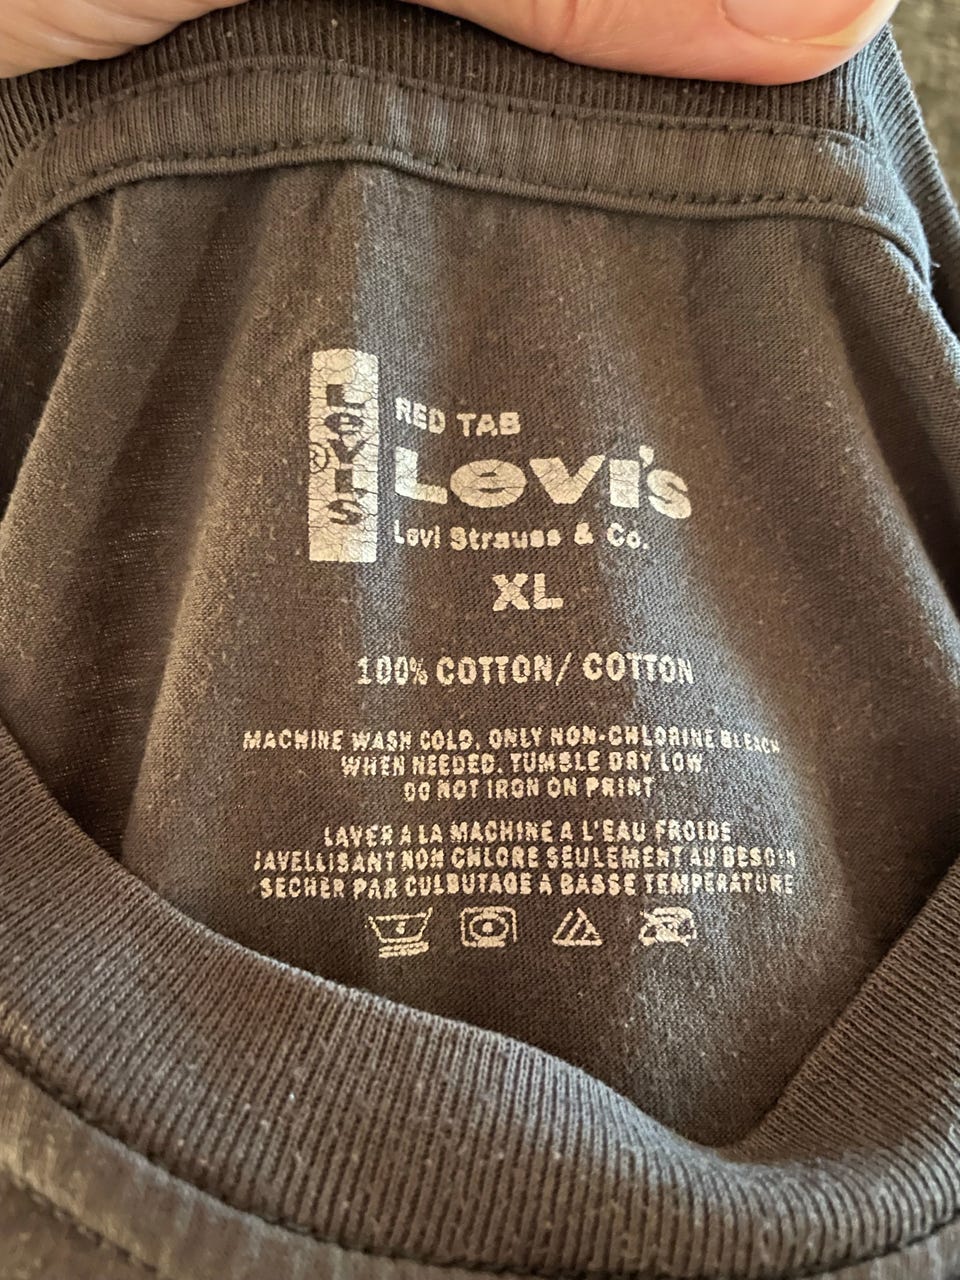 LEVI'S
RED TAB
LEVI'S
Levi Strauss & Co.
XL
100% COTTON/ COTTON
MACHINE WASH COLD. ONLY NON-CHLORINE BLEACH
WHEN NEEDED. TUMBLE DRY LOW.
DO NOT IRON ON PRINT
LAVER A LA MACHINE A L'EAU FROIDE
JAVELLISANT NON CHLORE SEULEMENT AU BESOIN
SECHER PAR CULBUTAGE A BASSE TEMPERATURE